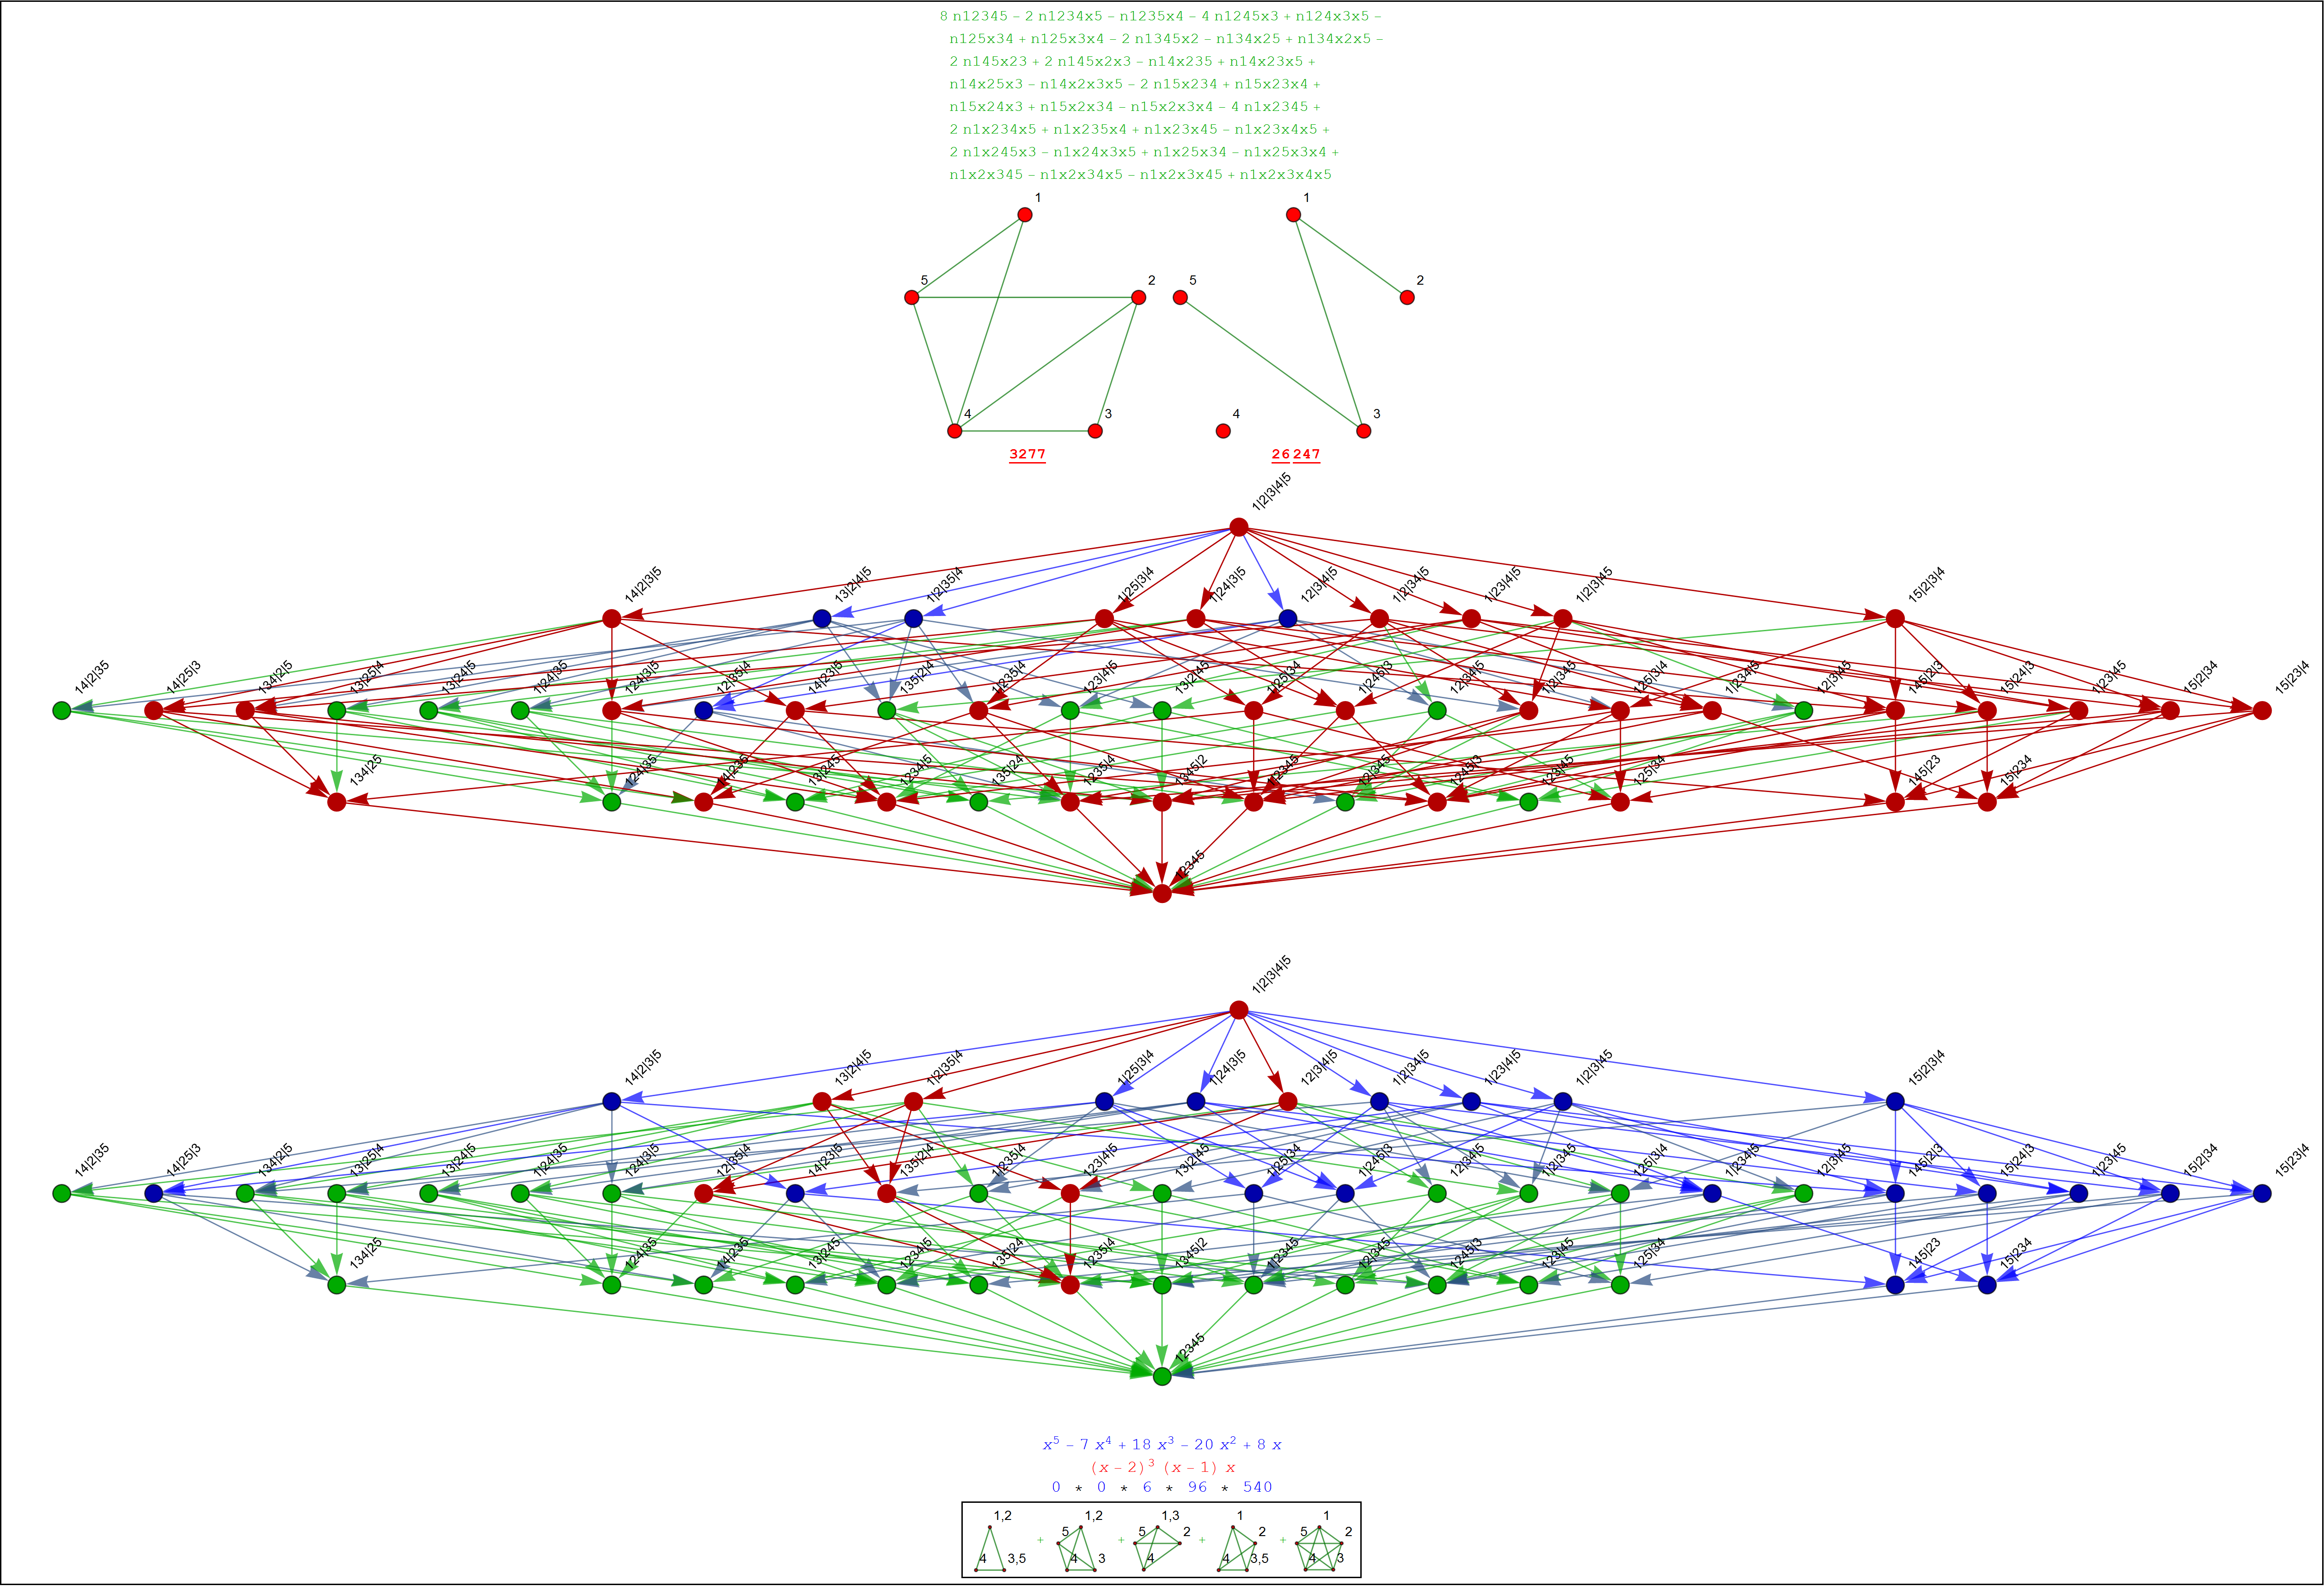 8 n12345 – 2 n1234x5 – n1235x4 – 4 n1245x3 + n124x3x5 –
n125x34 + n125x3x4 – 2 n1345x2 – n134x25 + n134x2x5 –
2 n145x23 + 2 n145x2x3 – n14x235 + n14x23x5 +
n14x25x3 – n14x2x3x5 – 2 n15x234 + n15x23x4 +
n15x24x3 + n15x2x34 – n15x2x3x4 – 4 n1x2345 +
2 n1x234x5 + n1x235x4 + n1x23x45 – n1x23x4x5 +
2 n1x245x3 – n1x24x3x5 + n1x25x34 – n1x25x3x4 +
n1x2x345 – n1x2x34x5 – n1x2x3x45 + n1x2x3x4x5
1 1
5 2 5 2
4 3 4 3
3277 26 247
1|2|3|4|5
14|2|3|5 13|2|4|5 1|2|35|4 1|25|3|4 1|24|3|5 12|3|4|5 1|2|34|5 1|23|4|5 1|2|3|45 15|2|3|4
14|2|35 14|25|3 134|2|5 13|25|4 13|24|5 1|24|35 124|3|5 12|35|4 14|23|5 135|2|4 1|235|4 123|4|5 13|2|45 1|25|34 1|245|3 12|34|5 1|2|345 125|3|4 1|234|5 12|3|45 145|2|3 15|24|3 1|23|45 15|2|34 15|23|4
134|25 124|35 14|235 13|245 1234|5 135|24 1235|4 1345|2 1|2345 12|345 1245|3 123|45 125|34 145|23 15|234
12345
1|2|3|4|5
14|2|3|5 13|2|4|5 1|2|35|4 1|25|3|4 1|24|3|5 12|3|4|5 1|2|34|5 1|23|4|5 1|2|3|45 15|2|3|4
14|2|35 14|25|3 134|2|5 13|25|4 13|24|5 1|24|35 124|3|5 12|35|4 14|23|5 135|2|4 1|235|4 123|4|5 13|2|45 1|25|34 1|245|3 12|34|5 1|2|345 125|3|4 1|234|5 12|3|45 145|2|3 15|24|3 1|23|45 15|2|34 15|23|4
134|25 124|35 14|235 13|245 1234|5 135|24 1235|4 1345|2 1|2345 12|345 1245|3 123|45 125|34 145|23 15|234
12345
x⁵ – 7 x⁴ + 18 x³ – 20 x² + 8 x
(x – 2)³ (x – 1) x
0 * 0 * 6 * 96 * 540
1,2 1,2 1,3 1 1
5 5 2 2 5 2
+ + + +
4 3,5 4 3 4 4 3,5 4 3